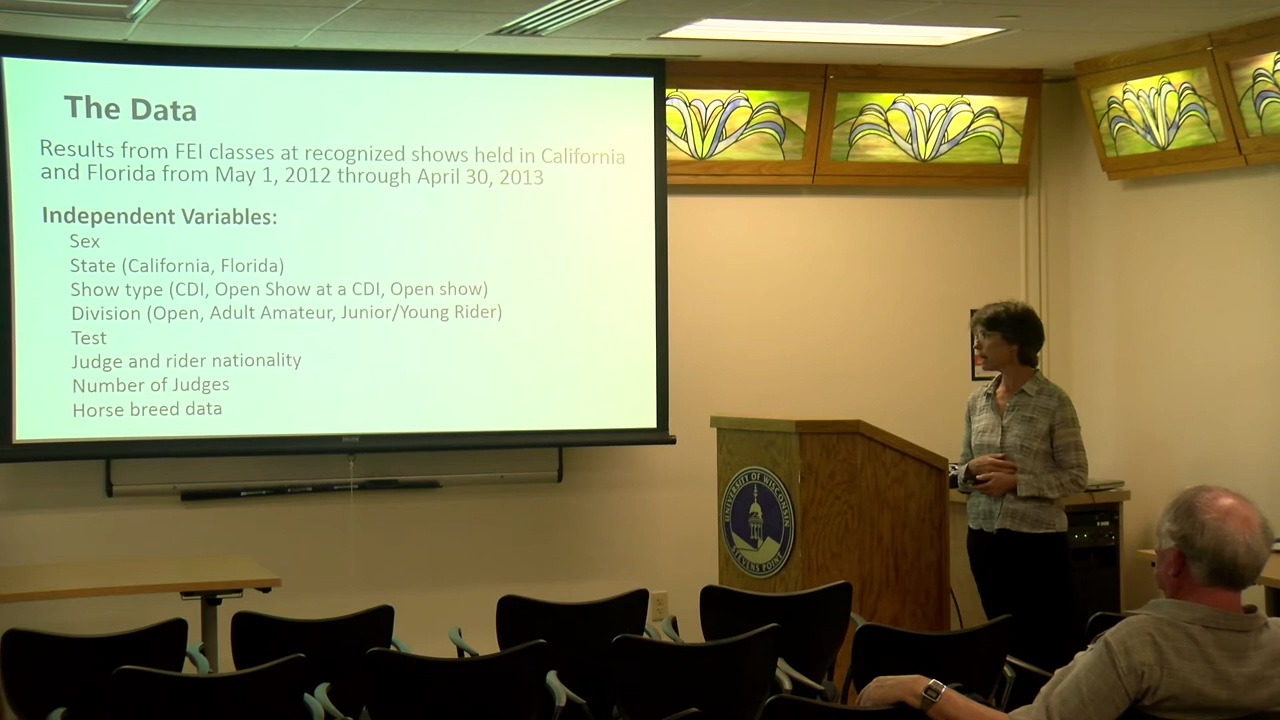 The Data
Results from FEI classes at recognized shows held in California
and Florida from May 1, 2012 through April 30, 2013
Independent Variables:
Sex
State (California, Florida)
Show type (CDI, Open Show at a CDI, Open show)
Division (Open, Adult Amateur, Junior/Young Rider)
Test
Judge and rider nationality
Number of Judges
Horse breed data
UNIVERSITY OF WISCONSIN
STEVENS POINT